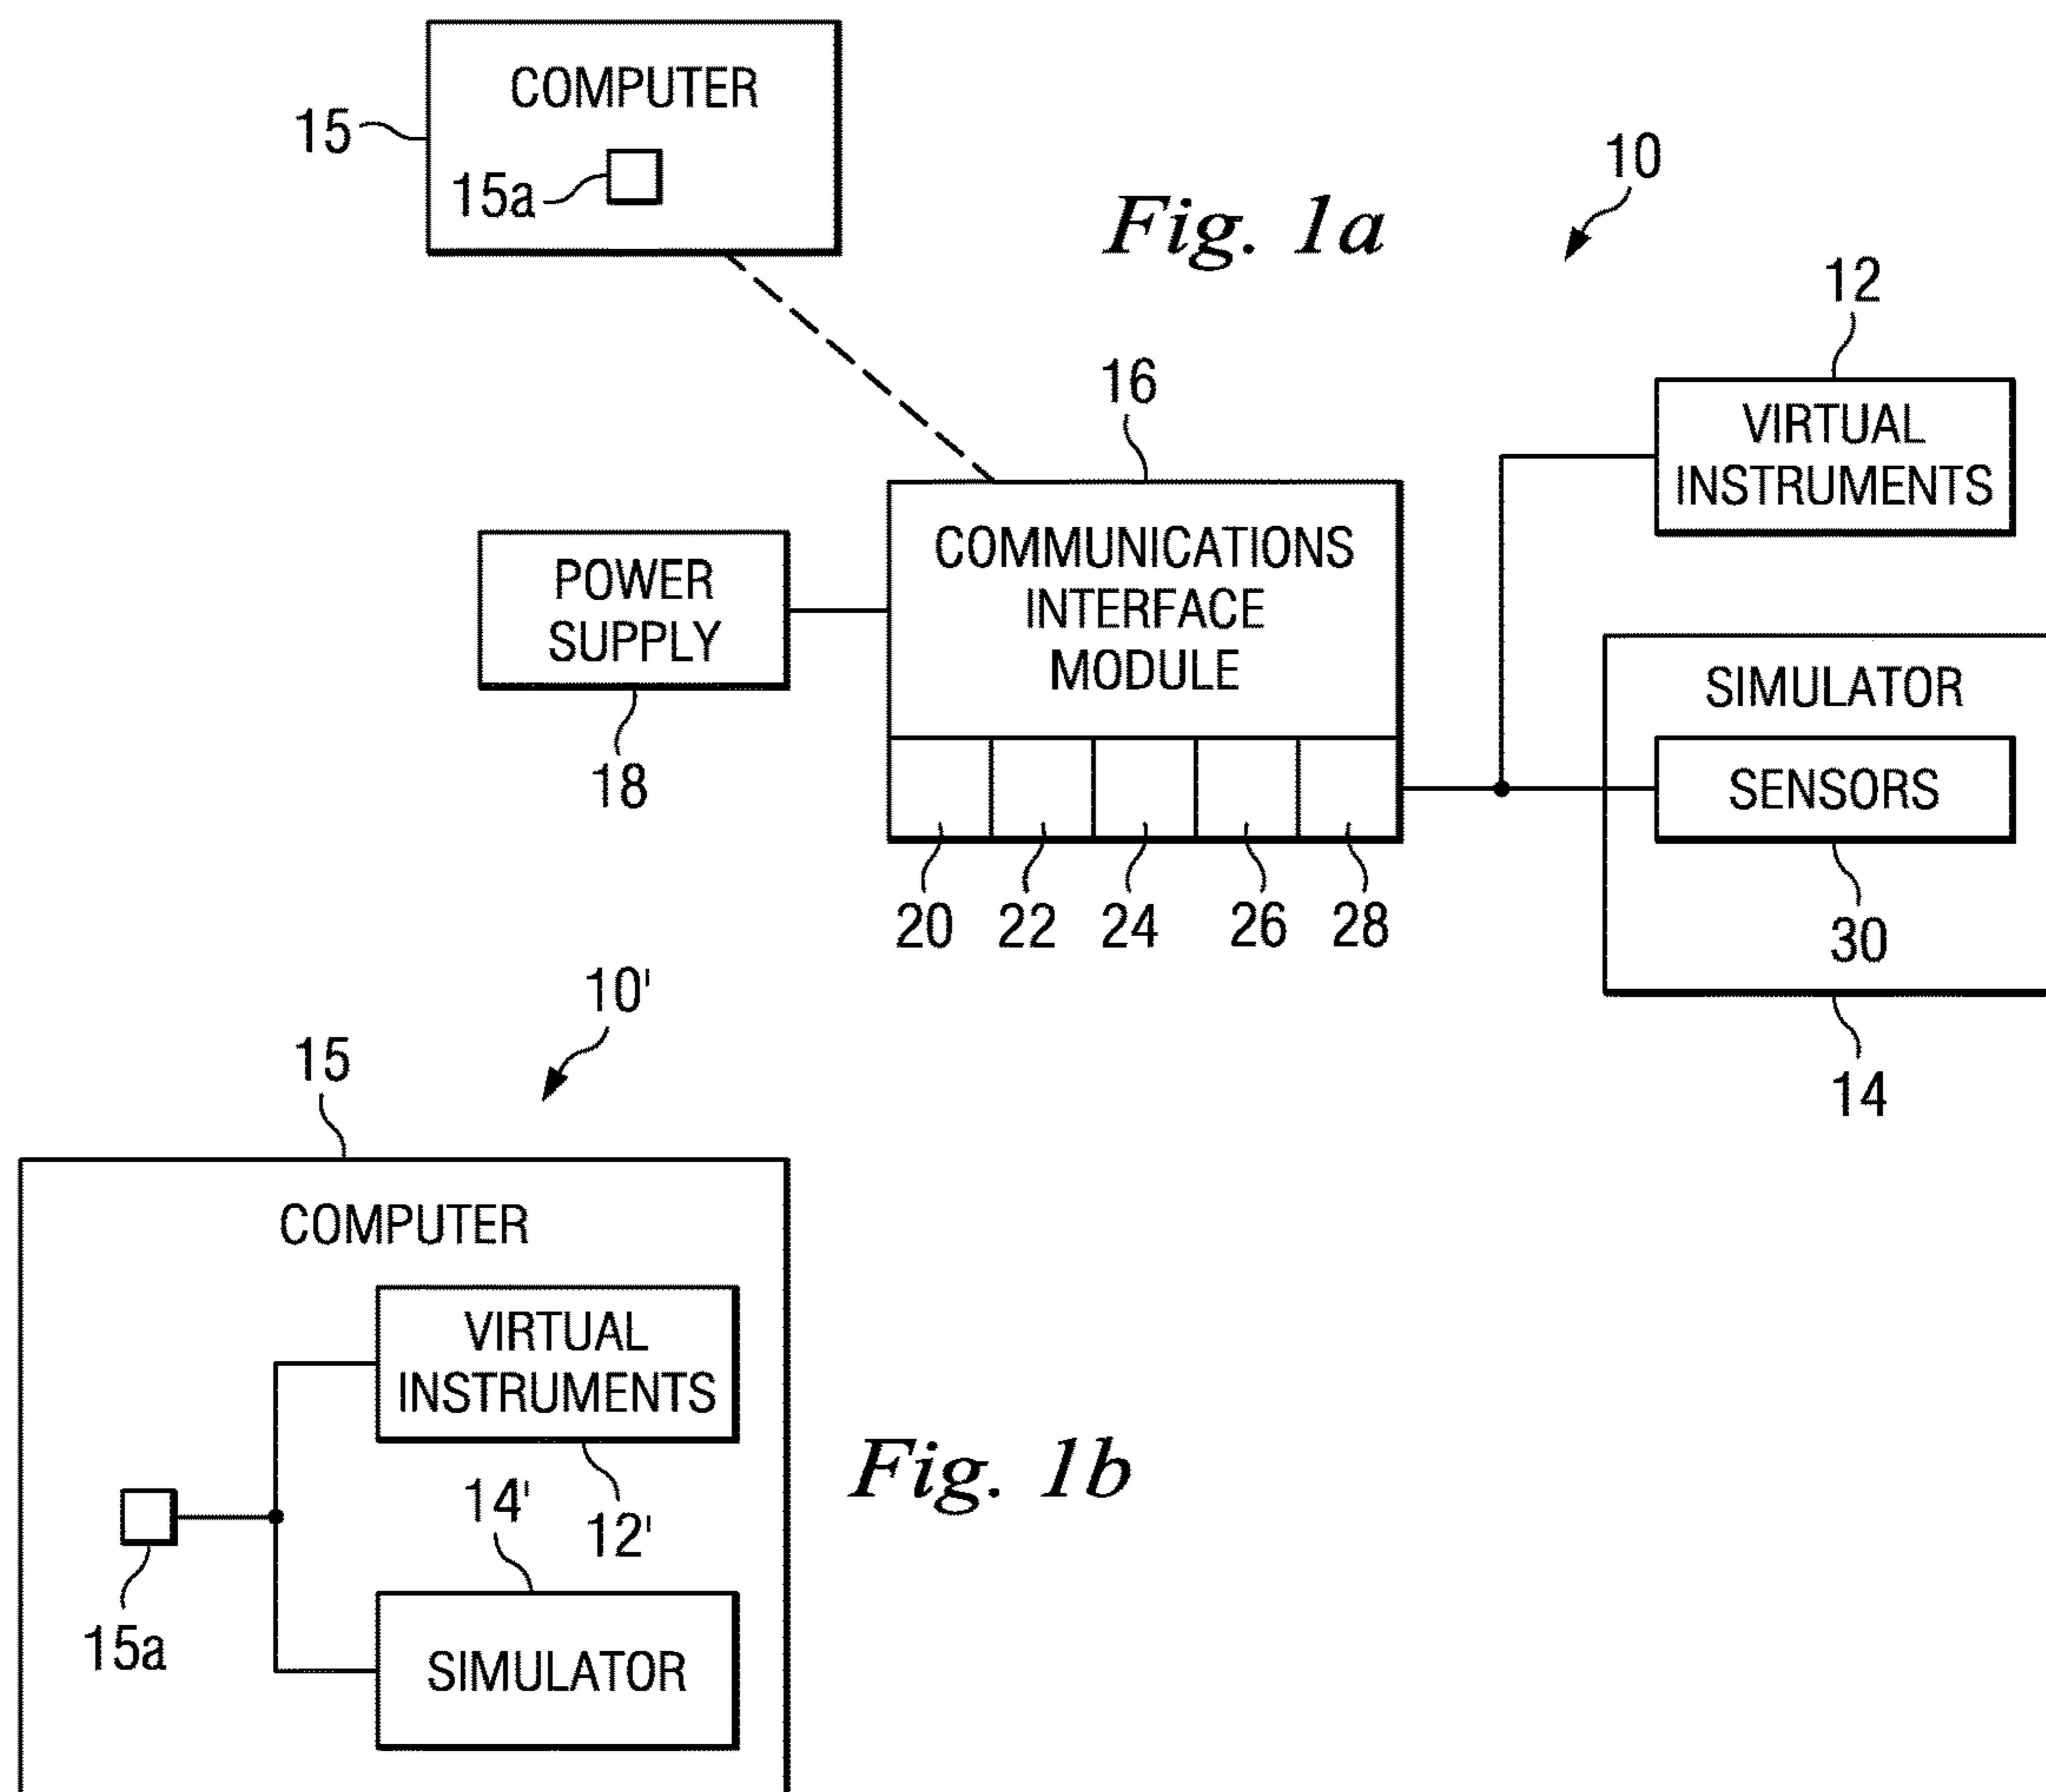 COMPUTER
15
15a
Fig. 1a
10
12
VIRTUAL
INSTRUMENTS
16
COMMUNICATIONS
INTERFACE
MODULE
POWER
SUPPLY
18
SIMULATOR
SENSORS
20 22 24 26 28
30
14
10'
15
COMPUTER
VIRTUAL
INSTRUMENTS
Fig. 1b
14'
12'
15a
SIMULATOR